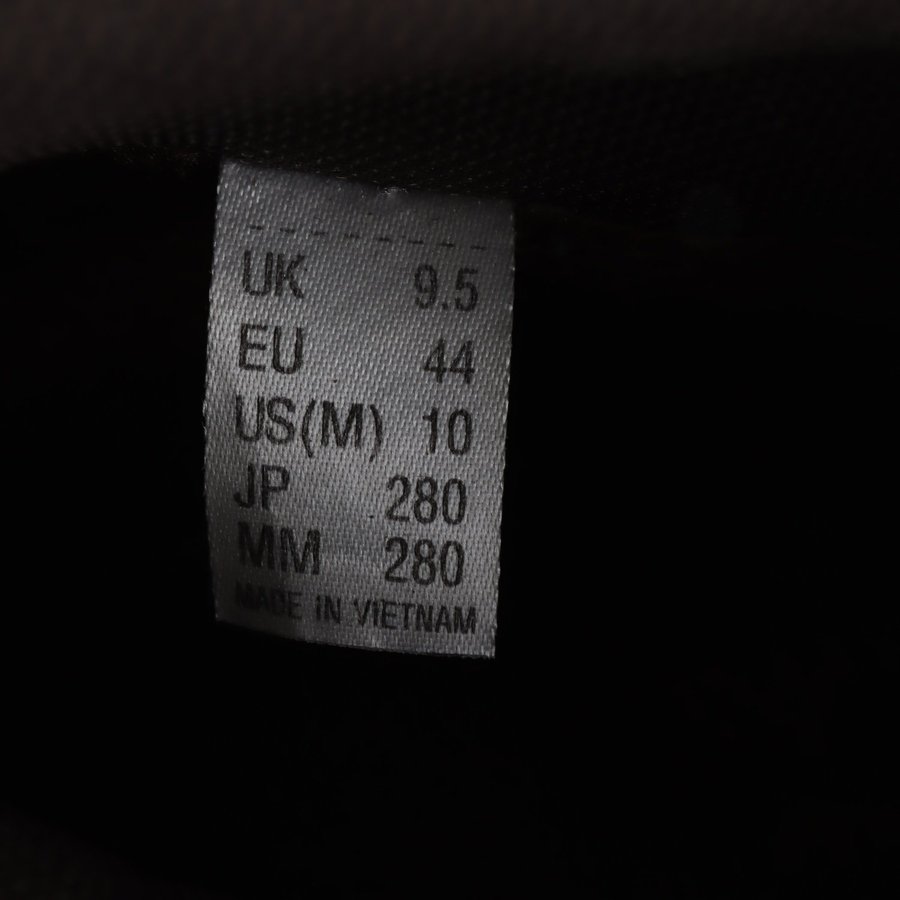 UK 9.5
EU 44
US(M) 10
JP 280
MM 280
MADE IN VIETNAM